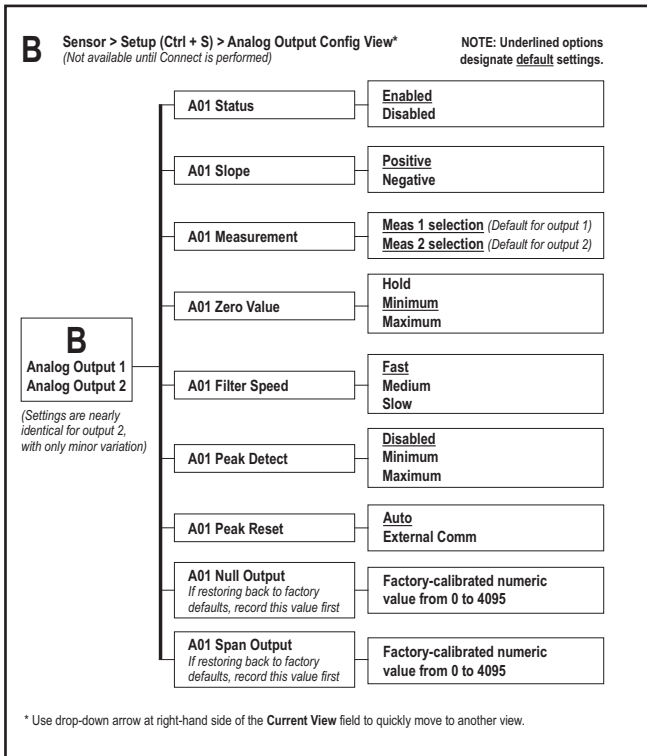 B
Sensor > Setup (Ctrl + S) > Analog Output Config View*
(Not available until Connect is performed)
NOTE: Underlined options
designate default settings.
A01 Status
Enabled
Disabled
A01 Slope
Positive
Negative
A01 Measurement
Meas 1 selection (Default for output 1)
Meas 2 selection (Default for output 2)
A01 Zero Value
Hold
Minimum
Maximum
B
Analog Output 1
Analog Output 2
(Settings are nearly
identical for output 2,
with only minor variation)
A01 Filter Speed
Fast
Medium
Slow
A01 Peak Detect
Disabled
Minimum
Maximum
A01 Peak Reset
Auto
External Comm
A01 Null Output
If restoring back to factory
defaults, record this value first
Factory-calibrated numeric
value from 0 to 4095
A01 Span Output
If restoring back to factory
defaults, record this value first
Factory-calibrated numeric
value from 0 to 4095
* Use drop-down arrow at right-hand side of the Current View field to quickly move to another view.